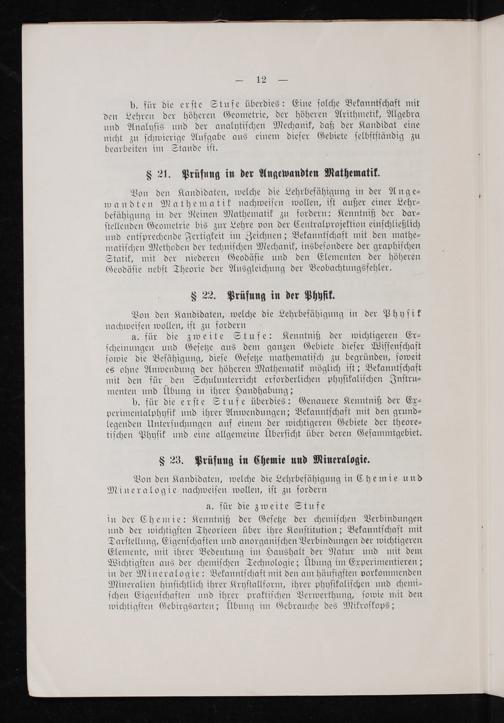 — 12 —
b. für die erste Stufe überdies: Eine solche Bekanntschaft mit
den Lehren der höheren Geometrie, der höheren Arithmetik, Algebra
und Analysis und der analytischen Mechanik, daß der Kandidat eine
nicht zu schwierige Aufgabe aus einem dieser Gebiete selbstständig zu
bearbeiten im Stande ist.
§ 21. Prüfung in der Angewandten Mathematik.
Von den Kandidaten, welche die Lehrbefähigung in der Ange-
wandten Mathematik nachweisen wollen, ist außer einer Lehr-
befähigung in der Reinen Mathematik zu fordern: Kenntniß der dar-
stellenden Geometrie bis zur Lehre von der Centralprojektion einschließlich
und entsprechende Fertigkeit im Zeichnen; Bekanntschaft mit den mathe-
matischen Methoden der technischen Mechanik, insbesondere der graphischen
Statik, mit der niederen Geodäsie und den Elementen der höheren
Geodäsie nebst Theorie der Ausgleichung der Beobachtungsfehler.
§ 22. Prüfung in der Physik.
Von den Kandidaten, welche die Lehrbefähigung in der Physik
nachweisen wollen, ist zu fordern
a. für die zweite Stufe: Kenntniß der wichtigeren Er-
scheinungen und Gesetze aus dem ganzen Gebiete dieser Wissenschaft
sowie die Befähigung, diese Gesetze mathematisch zu begründen, soweit
es ohne Anwendung der höheren Mathematik möglich ist; Bekanntschaft
mit den für den Schulunterricht erforderlichen physikalischen Instru-
menten und Übung in ihrer Handhabung;
b. für die erste Stufe überdies: Genauere Kenntniß der Ex-
perimentalphysik und ihrer Anwendungen; Bekanntschaft mit den grund-
legenden Untersuchungen auf einem der wichtigeren Gebiete der theore-
tischen Physik und eine allgemeine Übersicht über deren Gesammtgebiet.
§ 23. Prüfung in Chemie und Mineralogie.
Von den Kandidaten, welche die Lehrbefähigung in Chemie und
Mineralogie nachweisen wollen, ist zu fordern
a. für die zweite Stufe
in der Chemie: Kenntniß der Gesetze der chemischen Verbindungen
und der wichtigsten Theorieen über ihre Konstitution; Bekanntschaft mit
Darstellung, Eigenschaften und anorganischen Verbindungen der wichtigeren
Elemente, mit ihrer Bedeutung im Haushalt der Natur und mit dem
Wichtigsten aus der chemischen Technologie; Übung im Experimentieren;
in der Mineralogie: Bekanntschaft mit den am häufigsten vorkommenden
Mineralien hinsichtlich ihrer Krystallform, ihrer physikalischen und chemi-
schen Eigenschaften und ihrer praktischen Verwerthung, sowie mit den
wichtigsten Gebirgsarten; Übung im Gebrauche des Mikroskops;